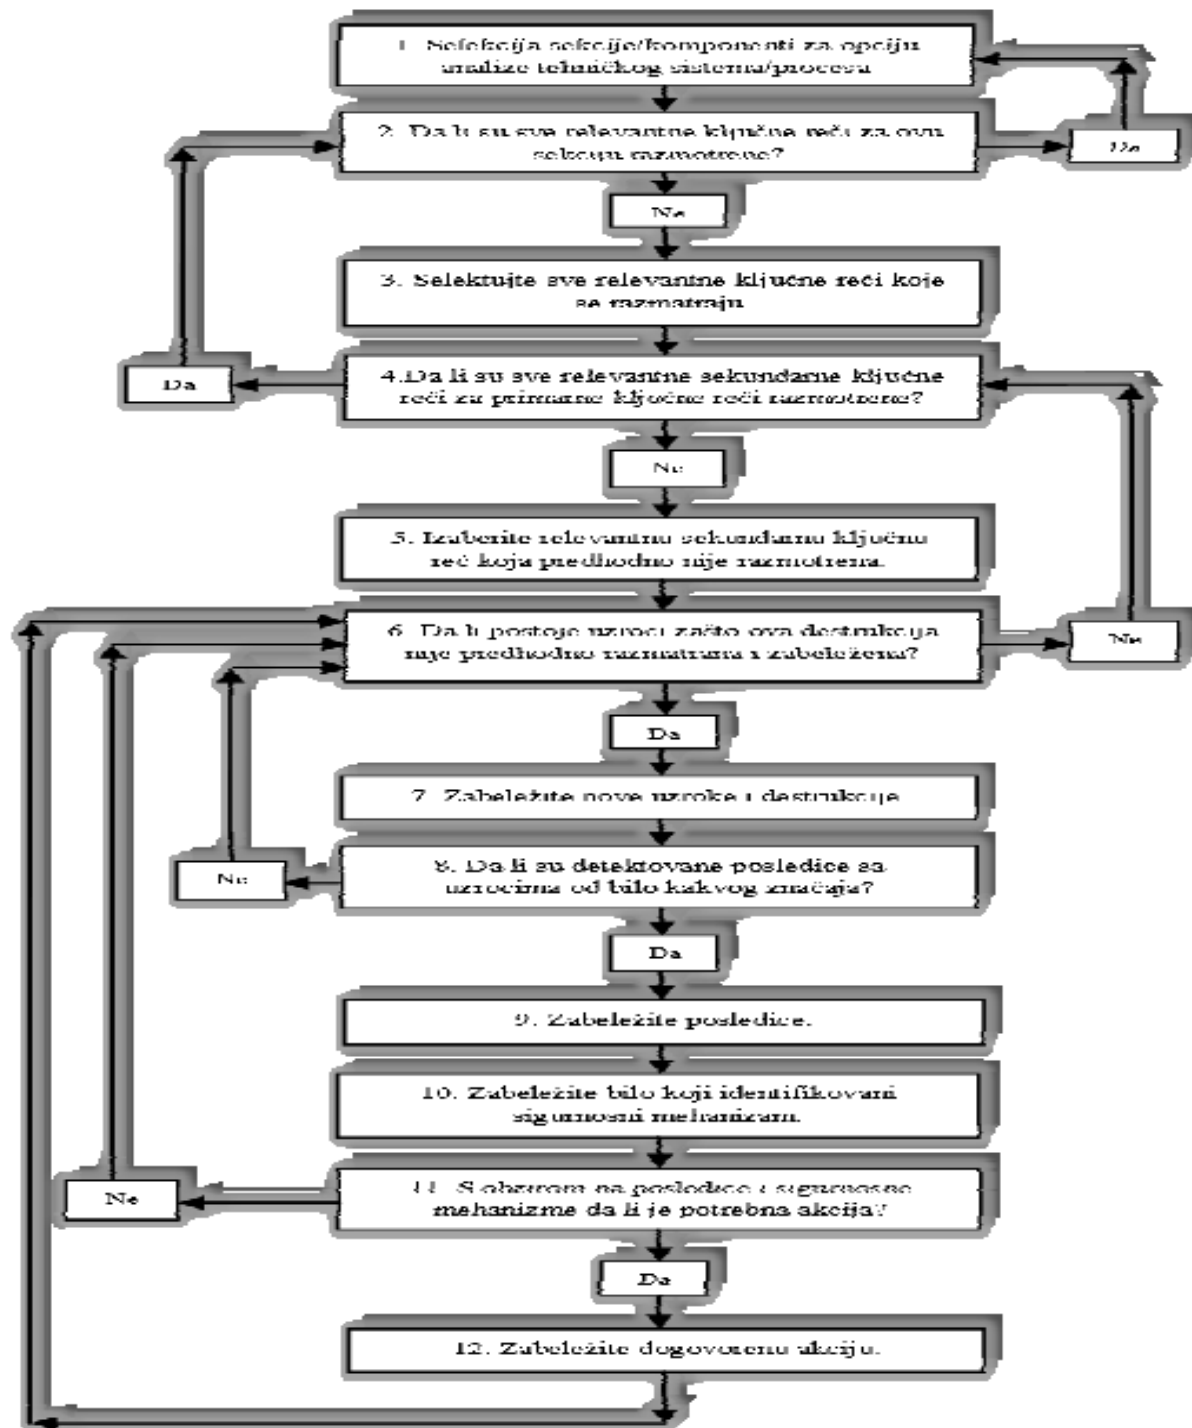 1. Selekcija sekcije/komponenti za opciju
analize tehničkog sistema/procesa
2. Da li su sve relevantne ključne reči za ovu
sekciju razmotrene?
Da
Ne
3. Selektujte sve relevantne ključne reči koje
se razmatraju
4.Da li su sve relevantne sekundarne ključne
reči za primarne ključne reči razmotrene?
Da
Ne
5. Izaberite relevantnu sekundarnu ključnu
reč koja predhodno nije razmotrena.
6. Da li postoje uzroci zašto ova destrukcija
nije predhodno razmatrana i zabeležena?
Ne
Da
7. Zabeležite nove uzroke i destrukcije
8. Da li su detektovane posledice sa
uzrocima od bilo kakvog značaja?
Ne
Da
9. Zabeležite posledice.
10. Zabeležite bilo koji identifikovani
sigurnosni mehanizam.
11. S obzirom na posledice i sigurnosne
mehanizme da li je potrebna akcija?
Ne
Da
12. Zabeležite dogovorenu akciju.